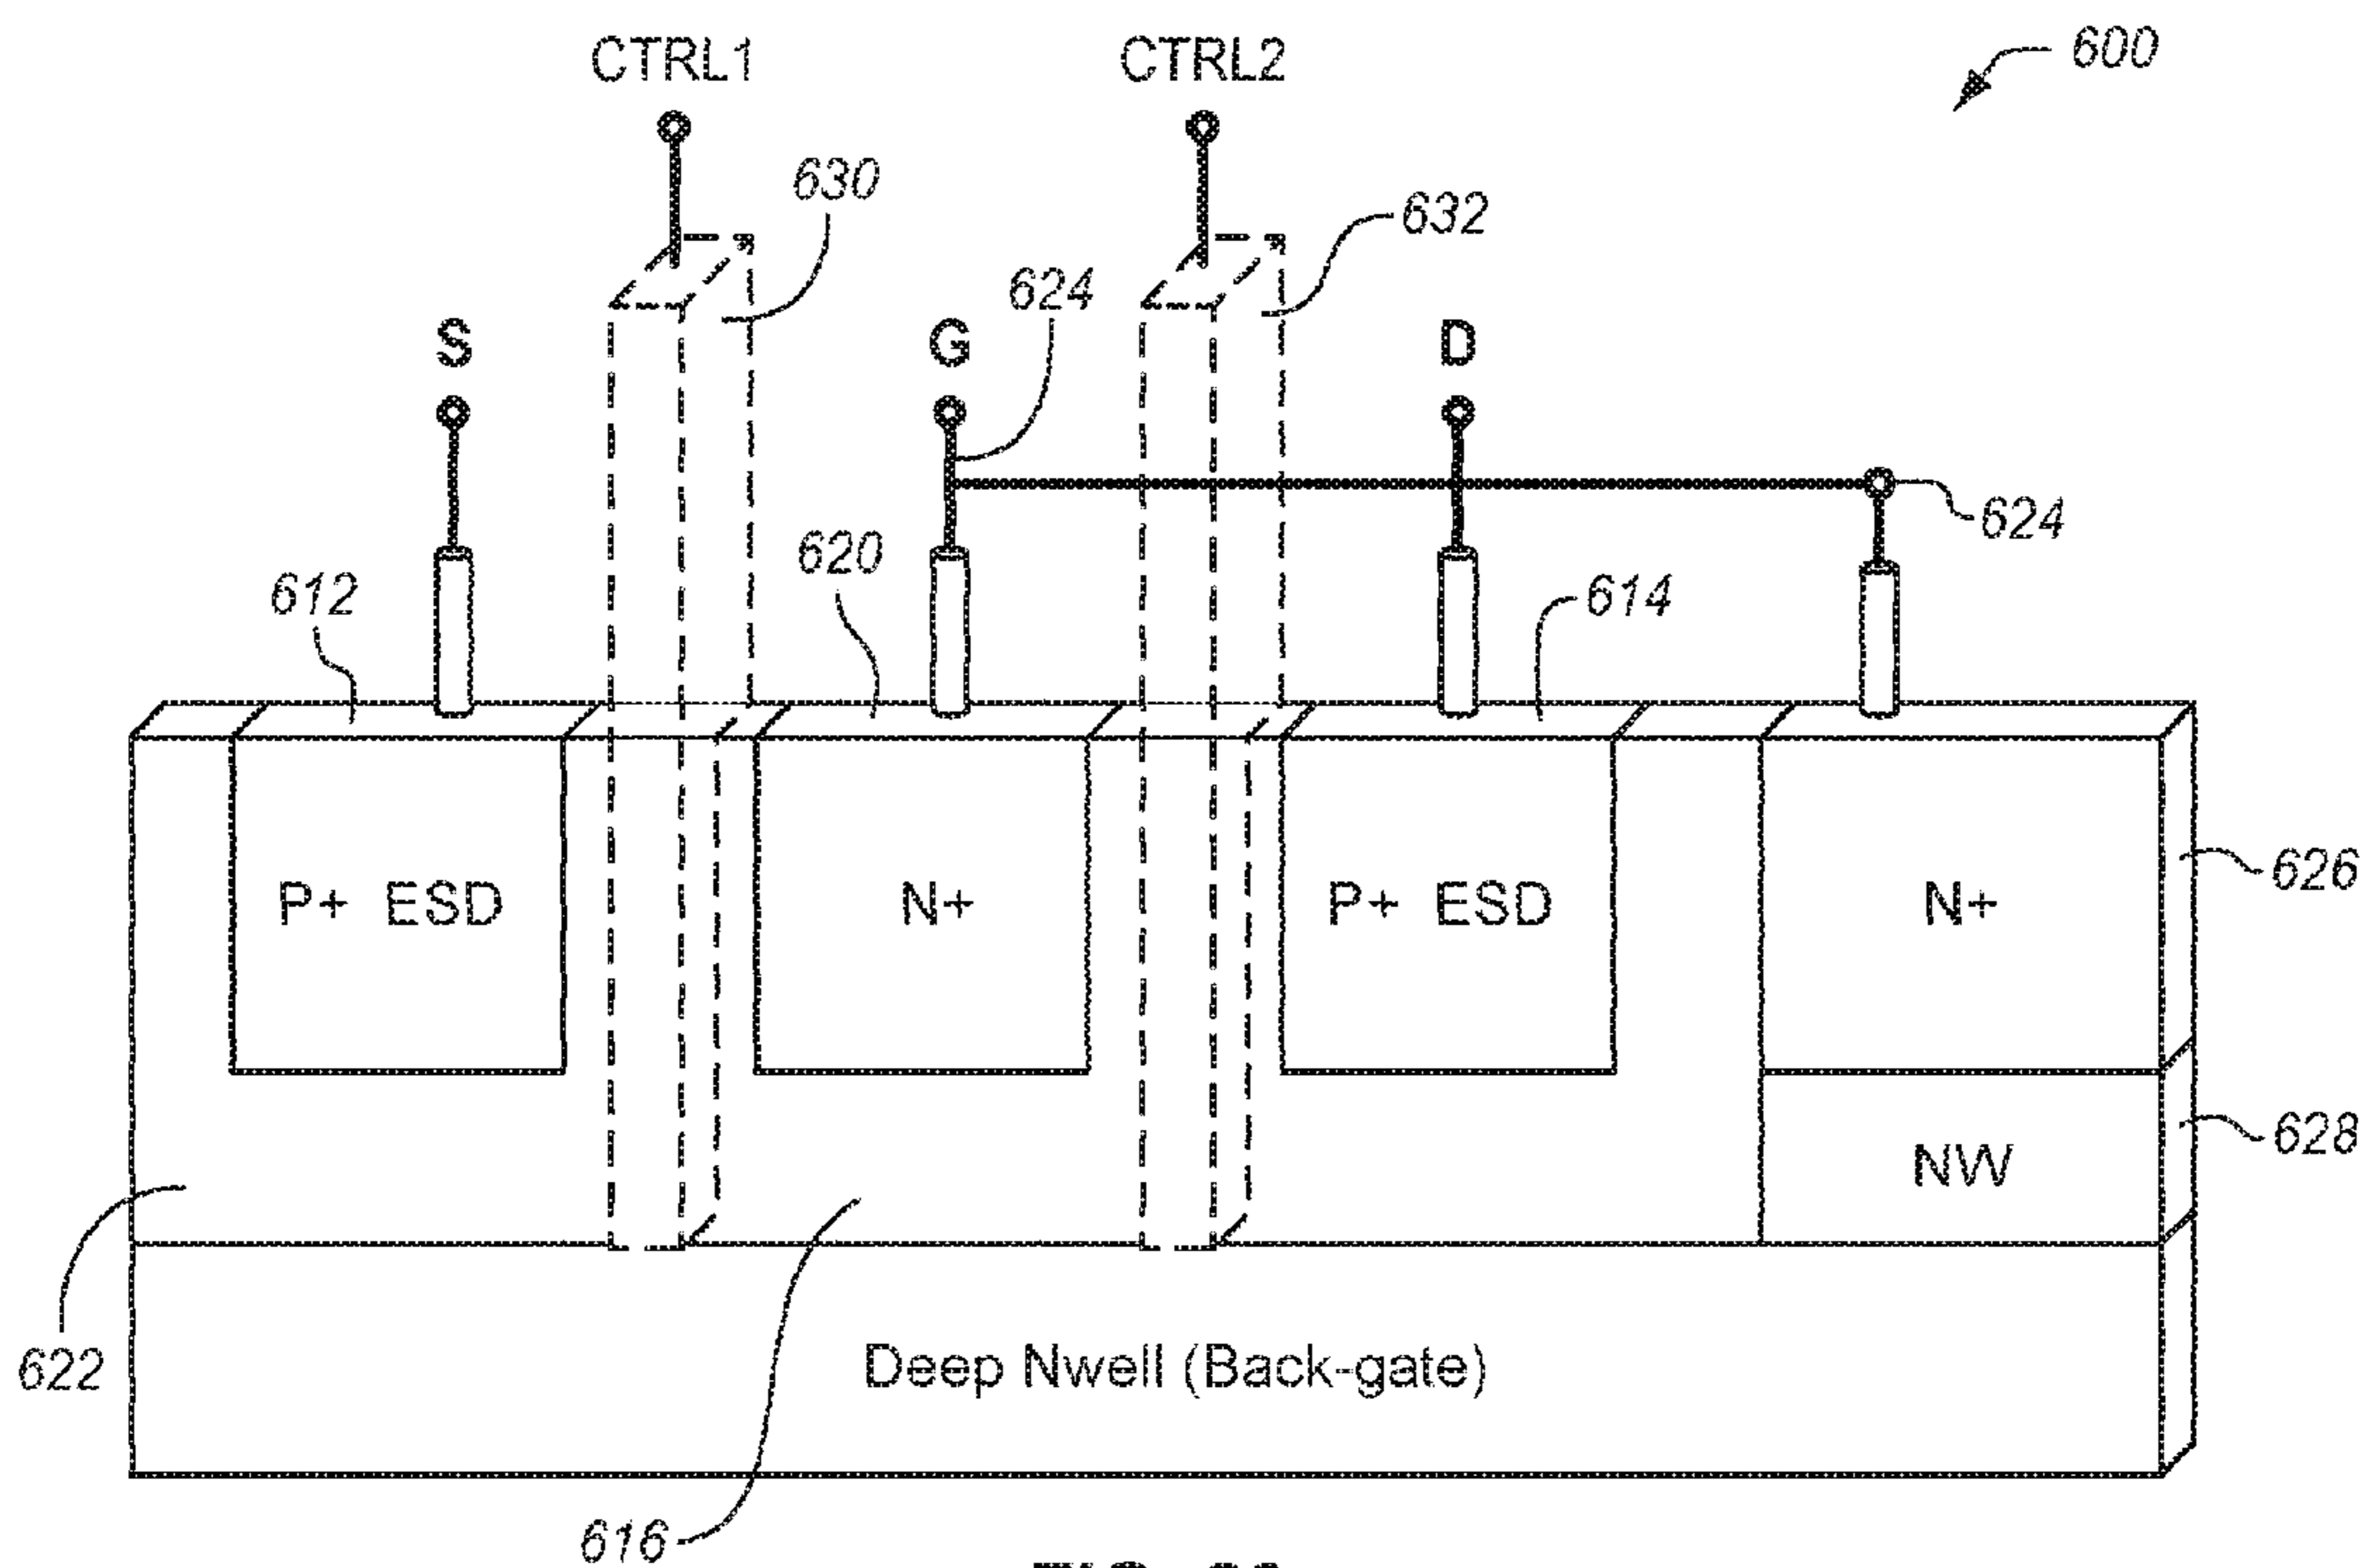 CTRL1 CTRL2 600
630
632
624
S G D
624
620
612 614
P+ ESD N+ P+ ESD N+ 626
628
NW
622
Deep Nwell (Back-gate)
616